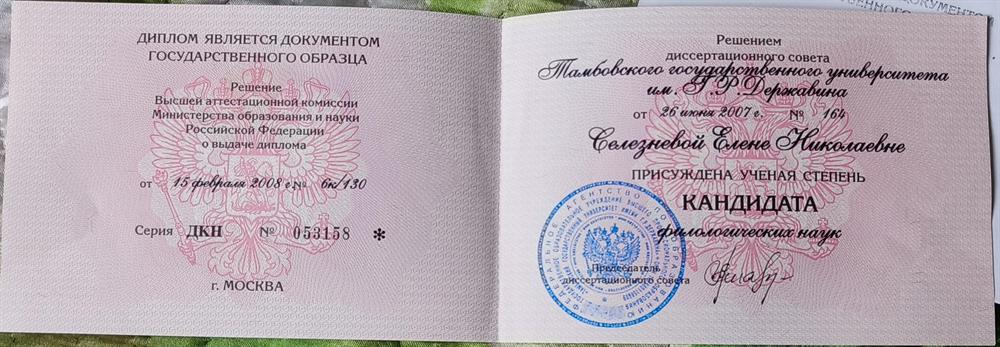 ДИПЛОМ ЯВЛЯЕТСЯ ДОКУМЕНТОМ
ГОСУДАРСТВЕННОГО ОБРАЗЦА
Решение
Высшей аттестационной комиссии
Министерства образования и науки
Российской Федерации
о выдаче диплома
от 15 февраля 2008 г. № 6к/130
Серия ДКН № 053158 *
г. МОСКВА
Решением
диссертационного совета
Тамбовского государственного университета
им. Г.Р.Державина
от 26 июня 2007 г. № 164
Селезневой Елене Николаевне
ПРИСУЖДЕНА УЧЕНАЯ СТЕПЕНЬ
КАНДИДАТА
филологических наук
Председатель
диссертационного совета